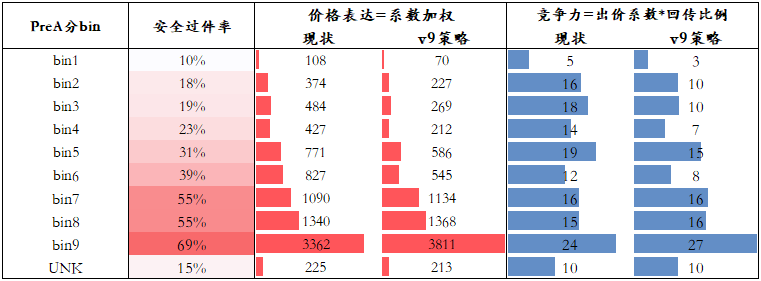 PreA分bin 安全过件率 价格表达=系数加权 竞争力=出价系数*回传比例
现状 v9策略 现状 v9策略
bin1 10% 108 70 5 3
bin2 18% 374 227 16 10
bin3 19% 484 269 18 10
bin4 23% 427 212 14 7
bin5 31% 771 586 19 15
bin6 39% 827 545 12 8
bin7 55% 1090 1134 16 16
bin8 55% 1340 1368 15 16
bin9 69% 3362 3811 24 27
UNK 15% 225 213 10 10